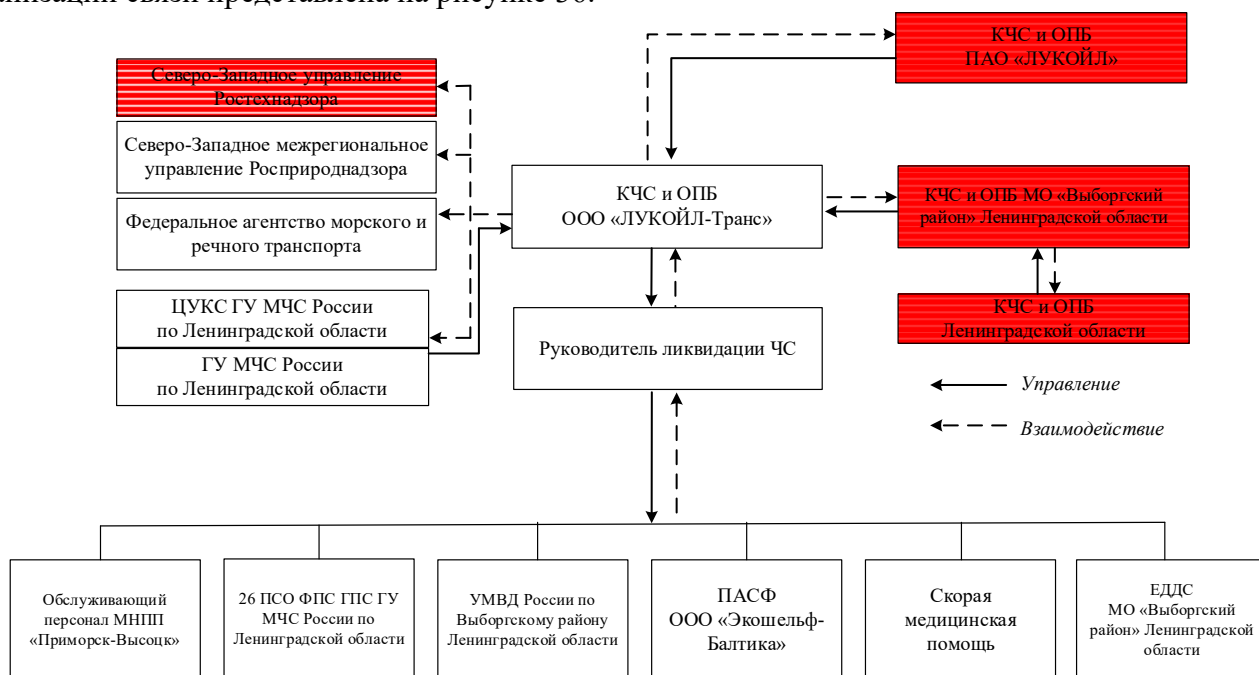 лизации связи представлена на рисунке 36.
КЧС и ОПБ
ПАО «ЛУКОЙЛ»
Северо-Западное управление
Ростехнадзора
Северо-Западное межрегиональное
управление Росприроднадзора
Федеральное агентство морского и
речного транспорта
ЦУКС ГУ МЧС России
по Ленинградской области
ГУ МЧС России
по Ленинградской области
КЧС и ОПБ
ООО «ЛУКОЙЛ-Транс»
КЧС и ОПБ МО «Выборгский
район» Ленинградской области
КЧС и ОПБ
Ленинградской области
Руководитель ликвидации ЧС
Управление
Взаимодействие
Обслуживающий
персонал МНПП
«Приморск-Высоцк»
26 ПСО ФПС ГПС ГУ
МЧС России по
Ленинградской области
УМВД России по
Выборгскому району
Ленинградской области
ПАСФ
ООО «Экошельф-
Балтика»
Скорая
медицинская
помощь
ЕДДС
МО «Выборгский
район» Ленинградской
области